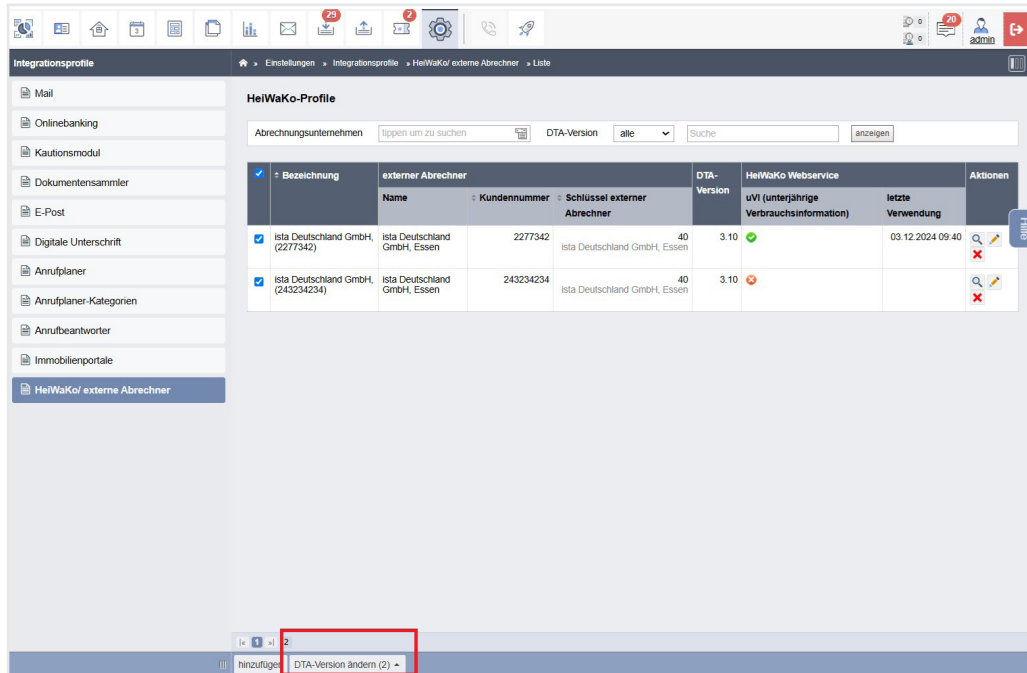 29
2
20
0
0
3
admin
Integrationsprofile
» Einstellungen » Integrationsprofile » HeiWaKo/ externe Abrechner » Liste
Mail
Onlinebanking
Kautionsmodul
Dokumentensammler
E-Post
Digitale Unterschrift
Anrufplaner
Anrufplaner-Kategorien
Anrufbeantworter
Immobilienportale
HeiWaKo/ externe Abrechner
HeiWaKo-Profile
Abrechnungsunternehmen tippen um zu suchen DTA-Version alle Suche anzeigen
Bezeichnung externer Abrechner DTA- HeiWaKo Webservice Aktionen
Version
Name Kundennummer Schlüssel externer uVI (unterjährige letzte
Abrechner Verbrauchsinformation) Verwendung
ista Deutschland GmbH, ista Deutschland 2277342 40 3.10 03.12.2024 09:40
(2277342) GmbH, Essen ista Deutschland GmbH, Essen
ista Deutschland GmbH, ista Deutschland 243234234 40 3.10
(243234234) GmbH, Essen ista Deutschland GmbH, Essen
Hilfe
|« 1 »| 2
hinzufügen DTA-Version ändern (2)